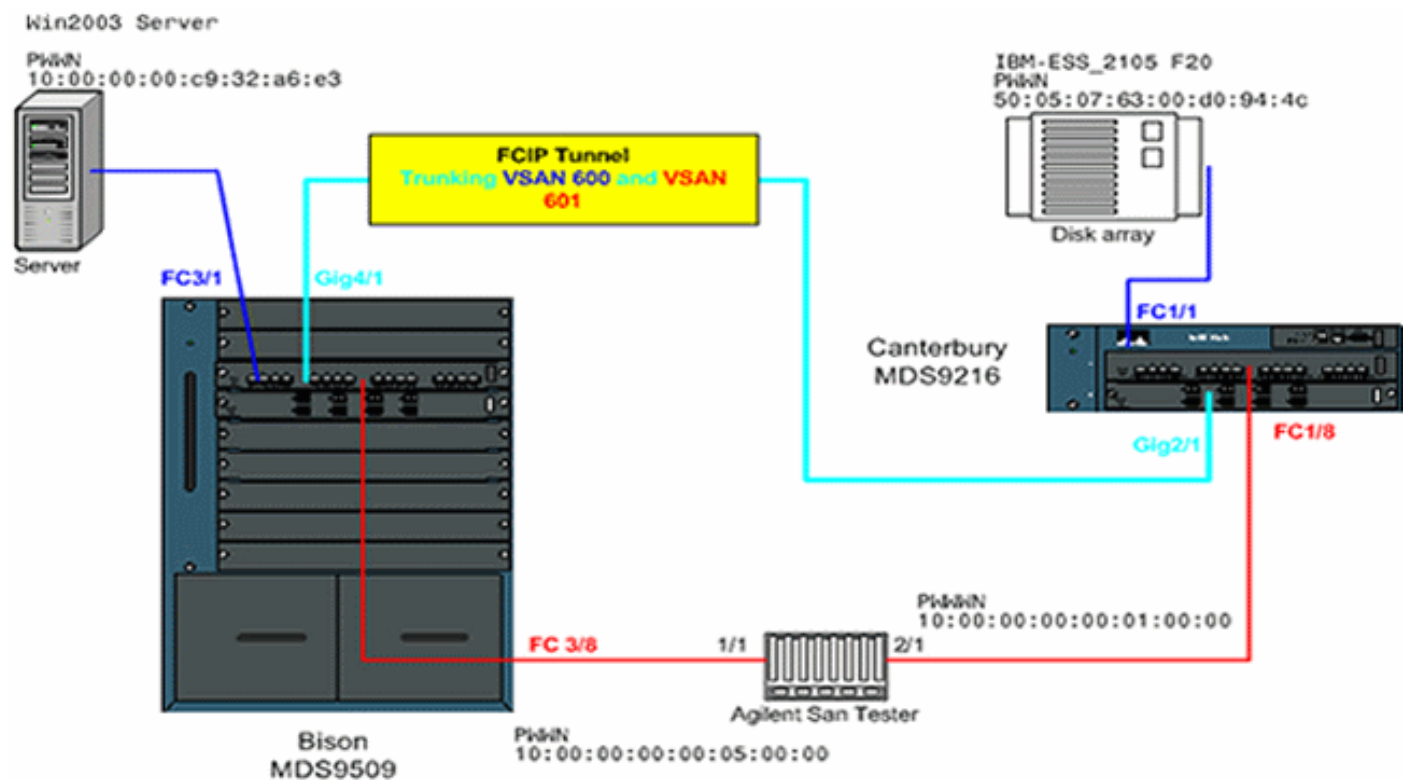 Win2003 Server
PWWN
10:00:00:00:c9:32:a6:e3
IBM-ESS_2105 F20
PWWN
50:05:07:63:00:d0:94:4c
FCIP Tunnel
Trunking VSAN 600 and VSAN
601
Disk array
Server
FC3/1
Gig4/1
FC1/1
Canterbury
MDS9216
Gig2/1
FC1/8
PWWWN
10:00:00:00:00:01:00:00
FC 3/8
1/1
2/1
Agilent San Tester
Bison
MDS9509
PWWN
10:00:00:00:00:05:00:00